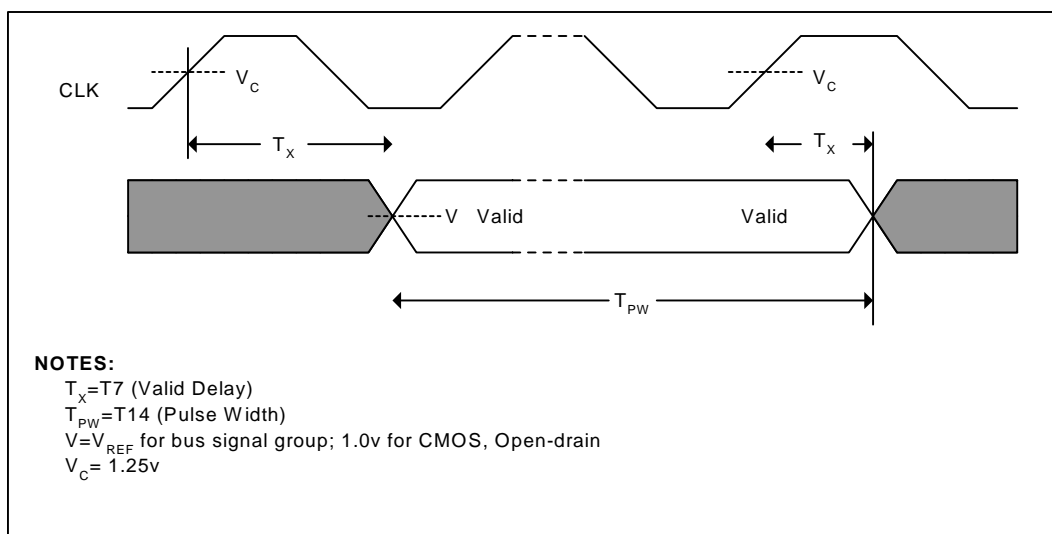 CLK
V_C
V_C
T_X
T_X
V Valid
Valid
T_PW
NOTES:
T_X=T7 (Valid Delay)
T_PW=T14 (Pulse Width)
V=V_REF for bus signal group; 1.0v for CMOS, Open-drain
V_C= 1.25v